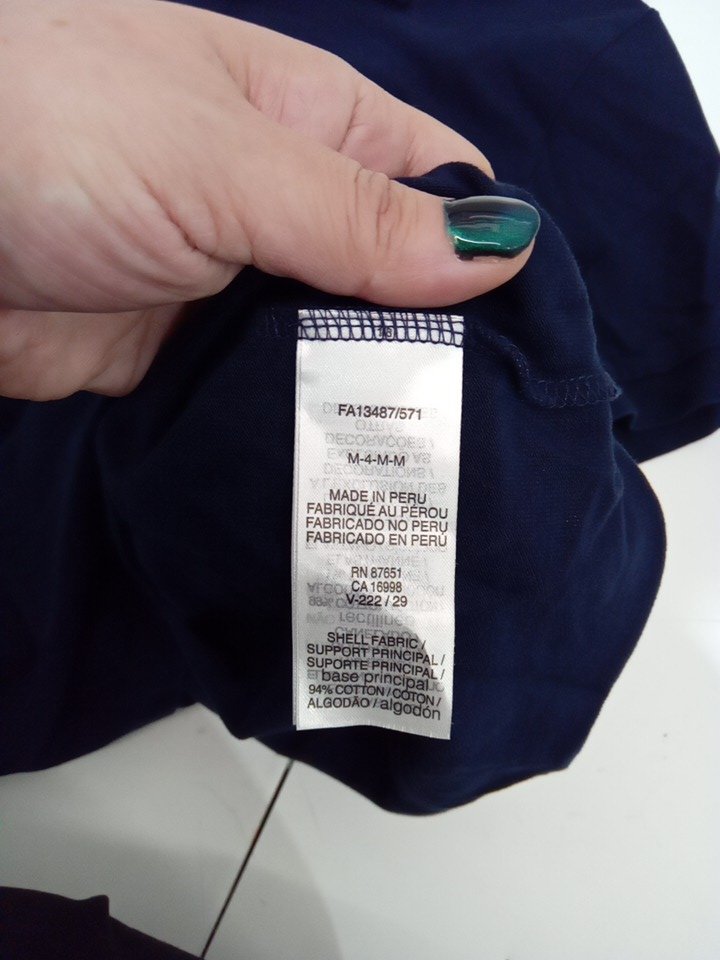 16
FA13487/571
M-4-M-M
MADE IN PERU
FABRIQUÉ AU PÉROU
FABRICADO NO PERU
FABRICADO EN PERÚ
RN 87651
CA 16998
V-222 / 29
SHELL FABRIC /
SUPPORT PRINCIPAL /
SUPORTE PRINCIPAL /
base principal
94% COTTON / COTON /
ALGODÃO / algodón